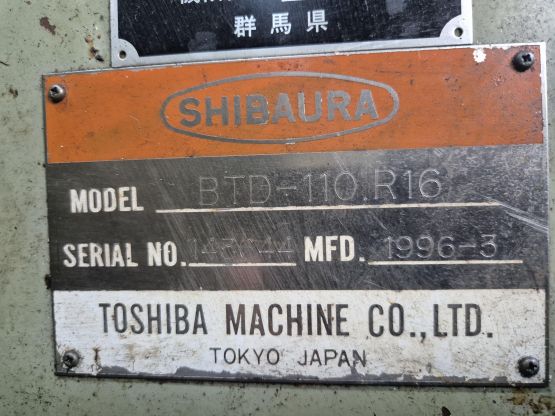 群馬県
SHIBAURA
MODEL BTD-110.R16
SERIAL NO. MFD. 1996-3
TOSHIBA MACHINE CO.,LTD.
TOKYO JAPAN